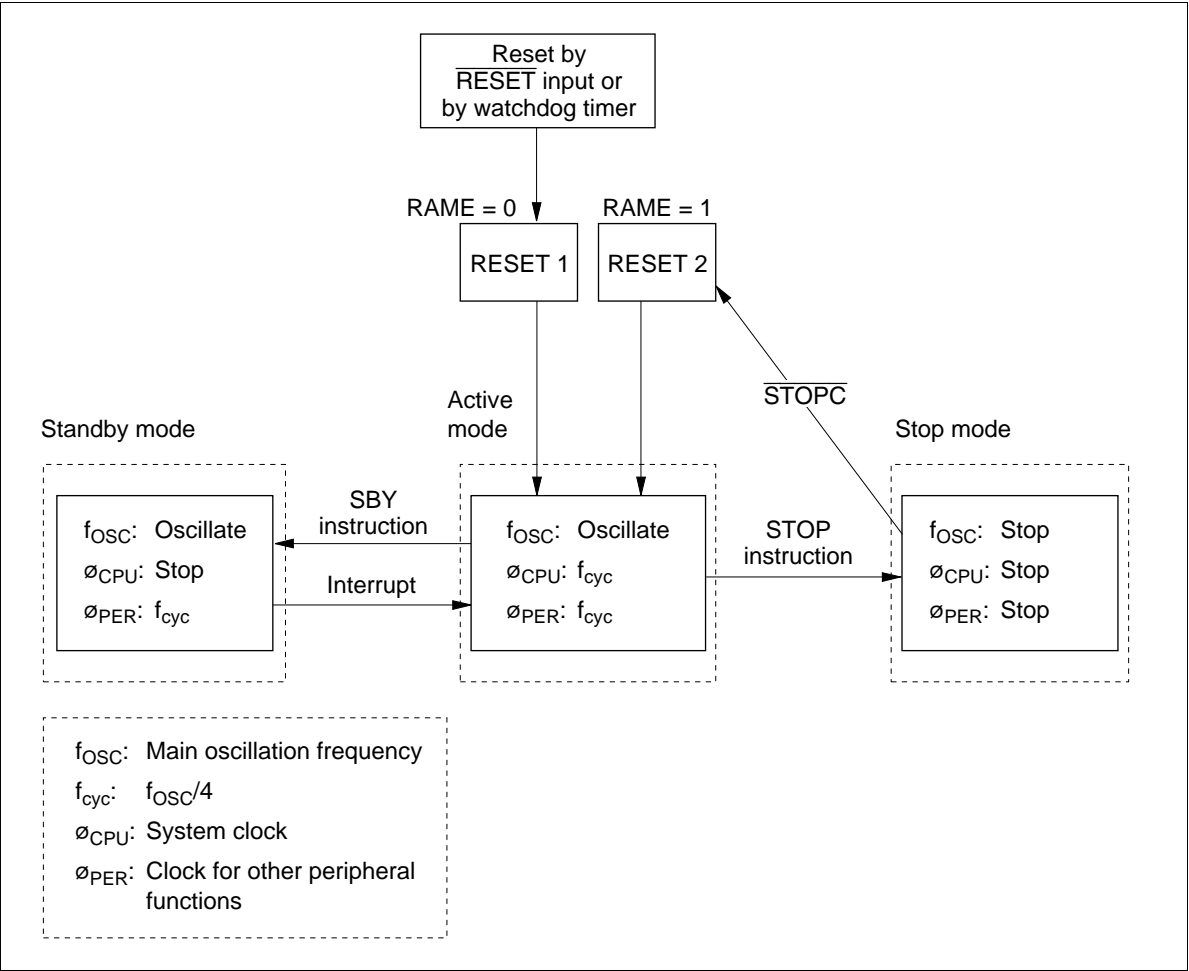 Reset by
RESET input or
by watchdog timer
RAME = 0
RAME = 1
RESET 1
RESET 2
STOPC
Active
mode
Standby mode
Stop mode
fOSC: Oscillate
øCPU: Stop
øPER: fcyc
SBY
instruction
Interrupt
fOSC: Oscillate
øCPU: fcyc
øPER: fcyc
STOP
instruction
fOSC: Stop
øCPU: Stop
øPER: Stop
fOSC: Main oscillation frequency
fcyc: fOSC/4
øCPU: System clock
øPER: Clock for other peripheral
functions